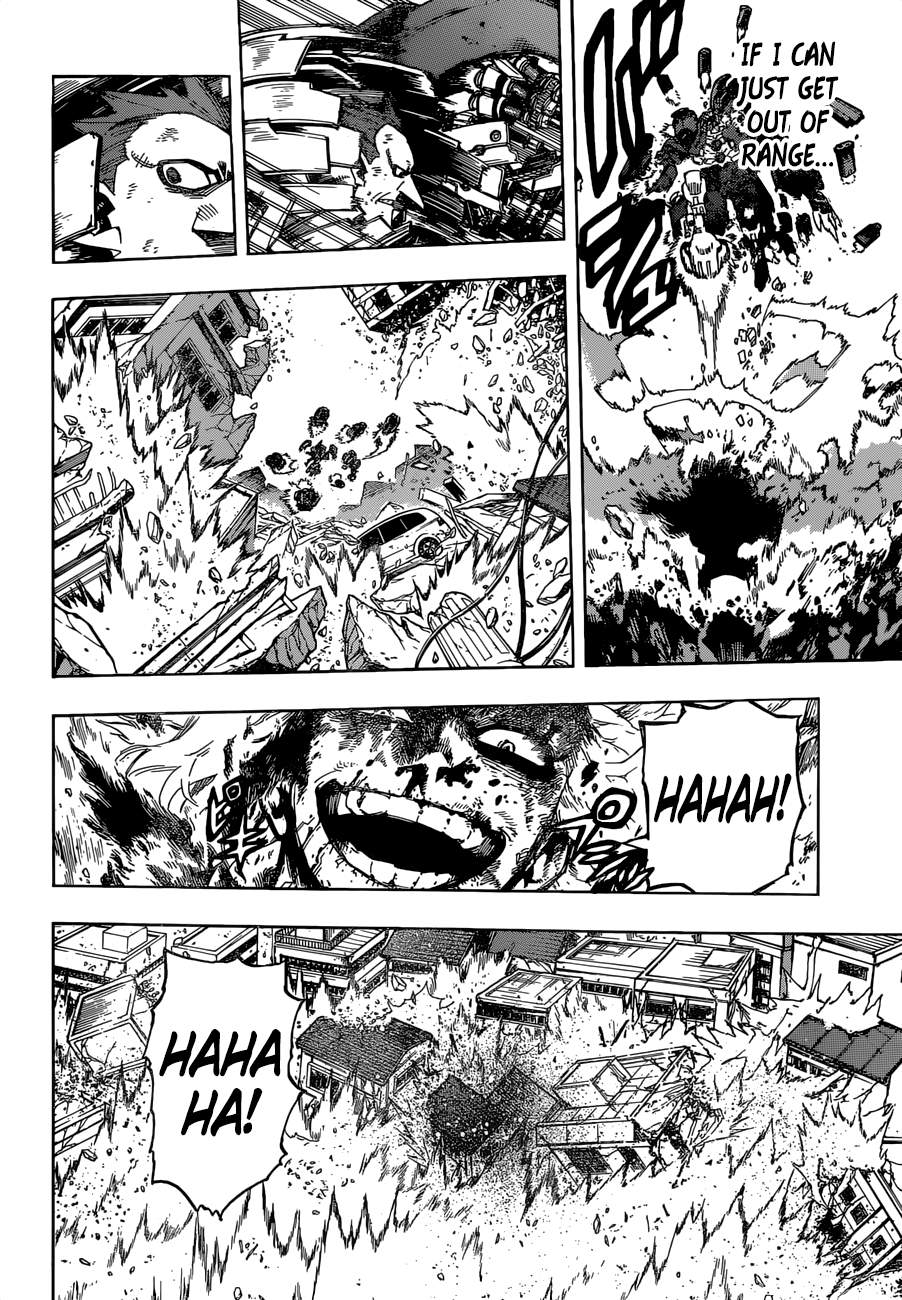 IF I CAN
JUST GET
OUT OF
RANGE...
HAHAH!
HAHA
HA!